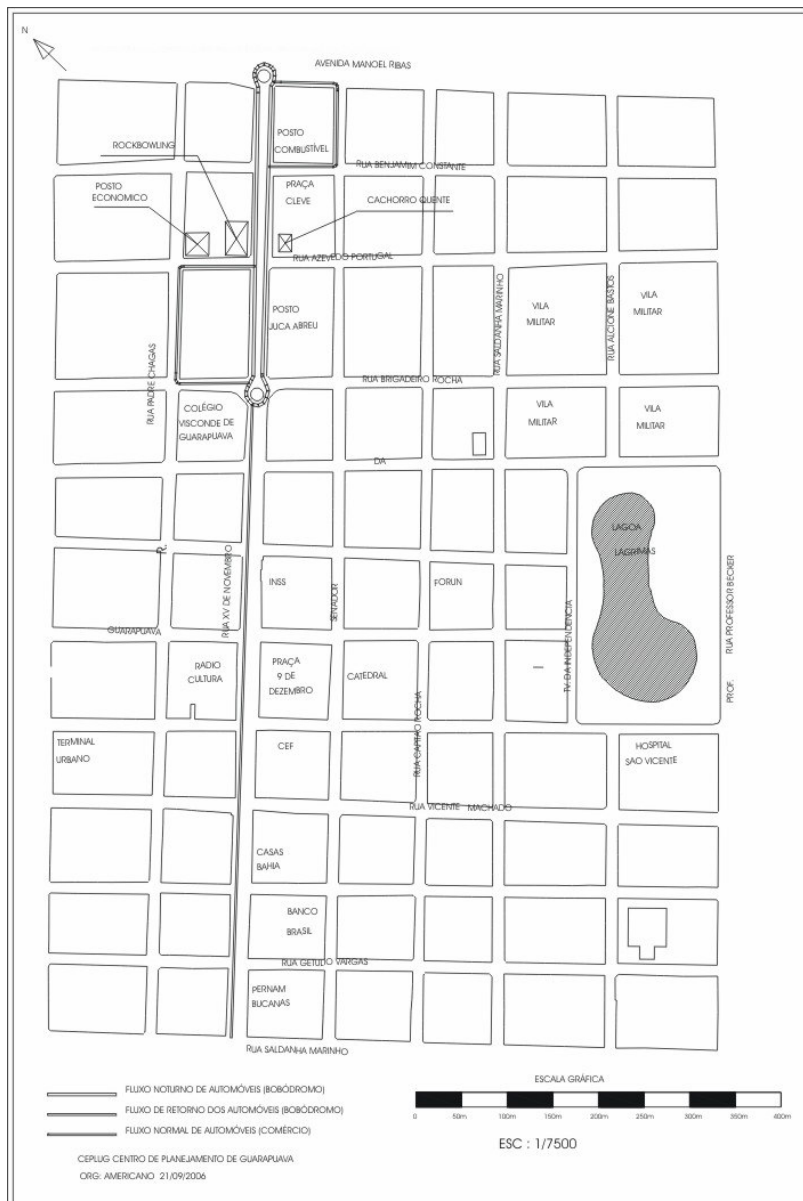 N
AVENIDA MANOEL RIBAS
ROCKBOWLING
POSTO
COMBUSTÍVEL
RUA BENJAMIM CONSTANTE
POSTO
ECONOMICO
PRAÇA
CLEVE
CACHORRO QUENTE
RUA AZEVEDO PORTUGAL
RUA SALDANHA MARINHO
RUA ALCIONE BASTOS
VILA
MILITAR
VILA
MILITAR
POSTO
JUCA ABREU
RUA PADRE CHAGAS
RUA BRIGADEIRO ROCHA
COLÉGIO
VISCONDE DE
GUARAPUAVA
VILA
MILITAR
VILA
MILITAR
DA
LAGOA
LAGRIMAS
R.
RUA XV DE NOVEMBRO
INSS
SENADOR
FORUN
TV. DA INDEPENDENCIA
RUA PROFESSOR BECKER
PROF.
GUARAPUAVA
RADIO
CULTURA
PRAÇA
9 DE
DEZEMBRO
CATEDRAL
RUA CAPITAO ROCHA
TERMINAL
URBANO
CEF
HOSPITAL
SAO VICENTE
RUA VICENTE MACHADO
CASAS
BAHIA
BANCO
BRASIL
RUA GETUDO VARGAS
PERNAM
BUCANAS
RUA SALDANHA MARINHO
FLUXO NOTURNO DE AUTOMÓVEIS (BOBÓDROMO)
FLUXO DE RETORNO DOS AUTOMÓVEIS (BOBÓDROMO)
FLUXO NORMAL DE AUTOMÓVEIS (COMÉRCIO)
ESCALA GRÁFICA
0 50m 100m 150m 200m 250m 300m 350m 400m
ESC : 1/7500
CEPLUG CENTRO DE PLANEJAMENTO DE GUARAPUAVA
ORG: AMERICANO 21/09/2006